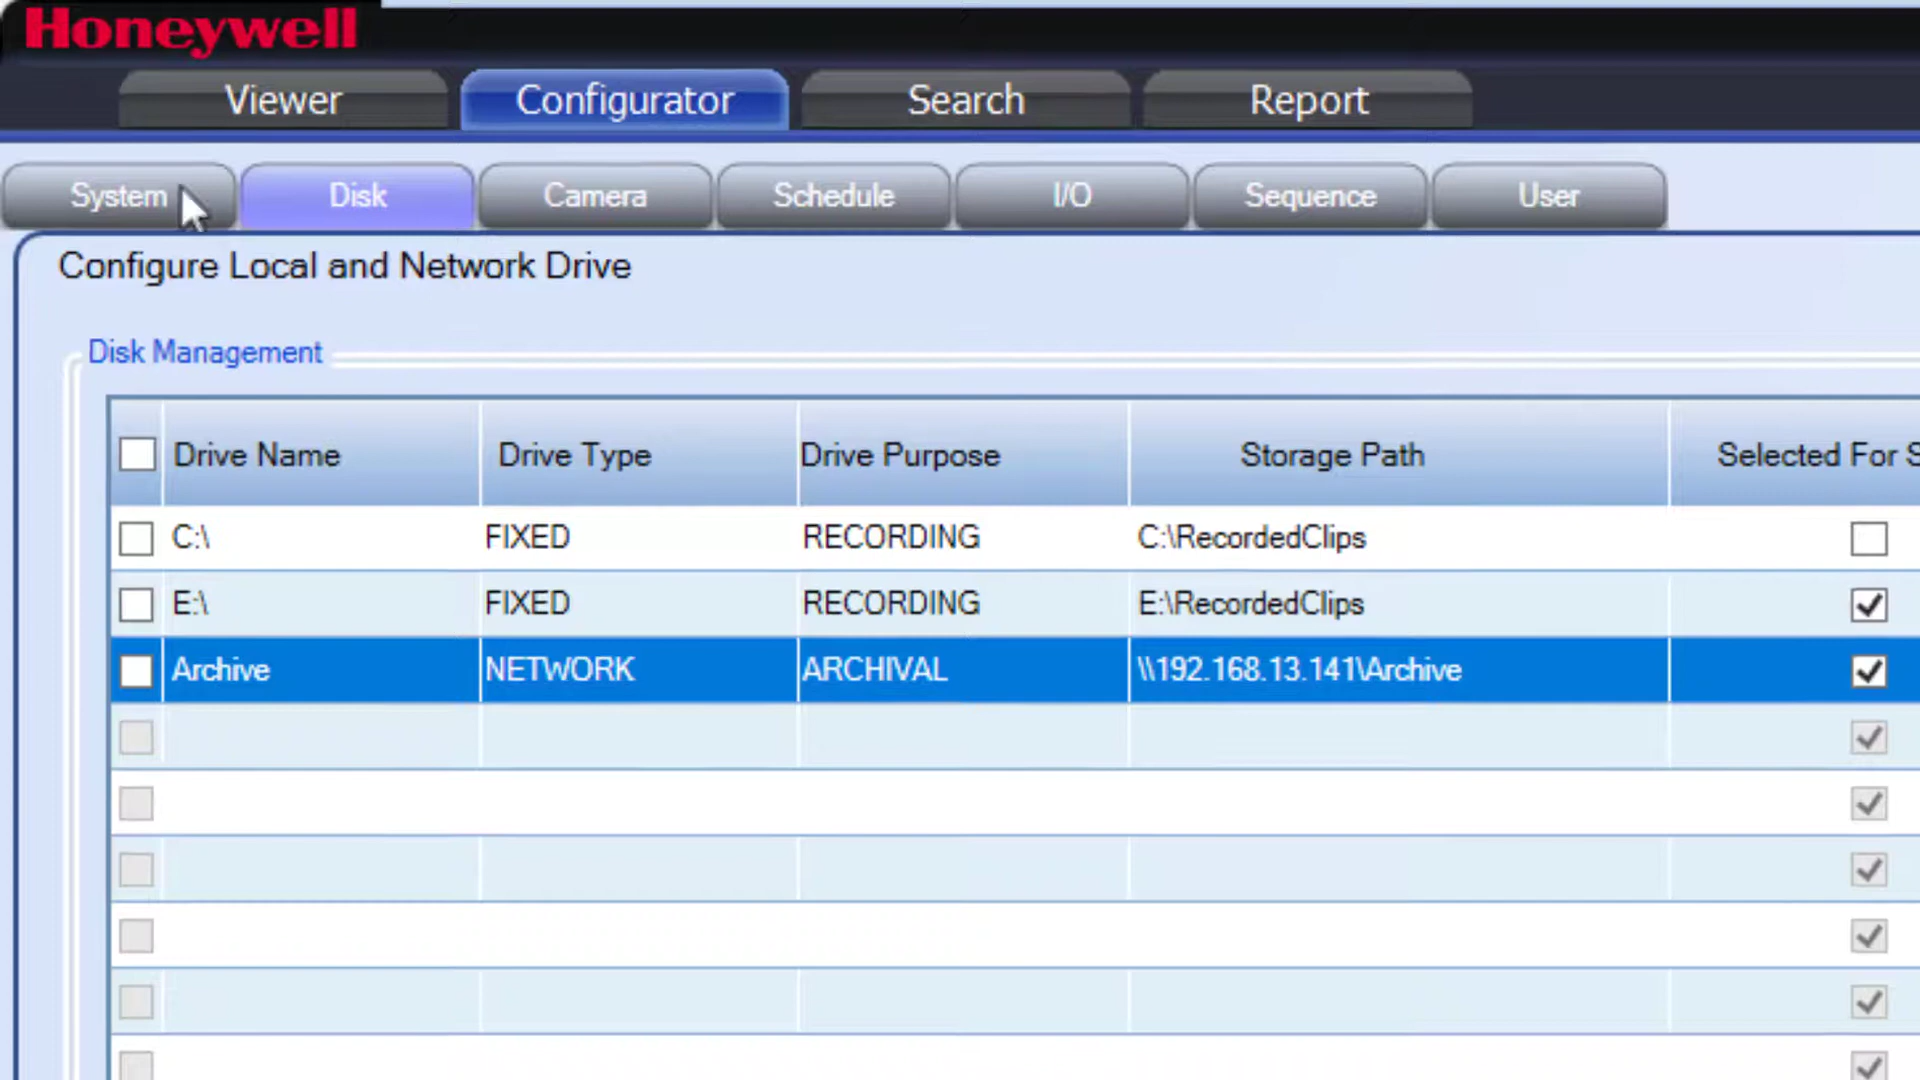 Honeywell
Viewer Configurator Search Report
System Disk Camera Schedule I/O Sequence User
Configure Local and Network Drive
Disk Management
Drive Name Drive Type Drive Purpose Storage Path Selected For S
C:\ FIXED RECORDING C:\RecordedClips
E:\ FIXED RECORDING E:\RecordedClips
Archive NETWORK ARCHIVAL \\192.168.13.141\Archive